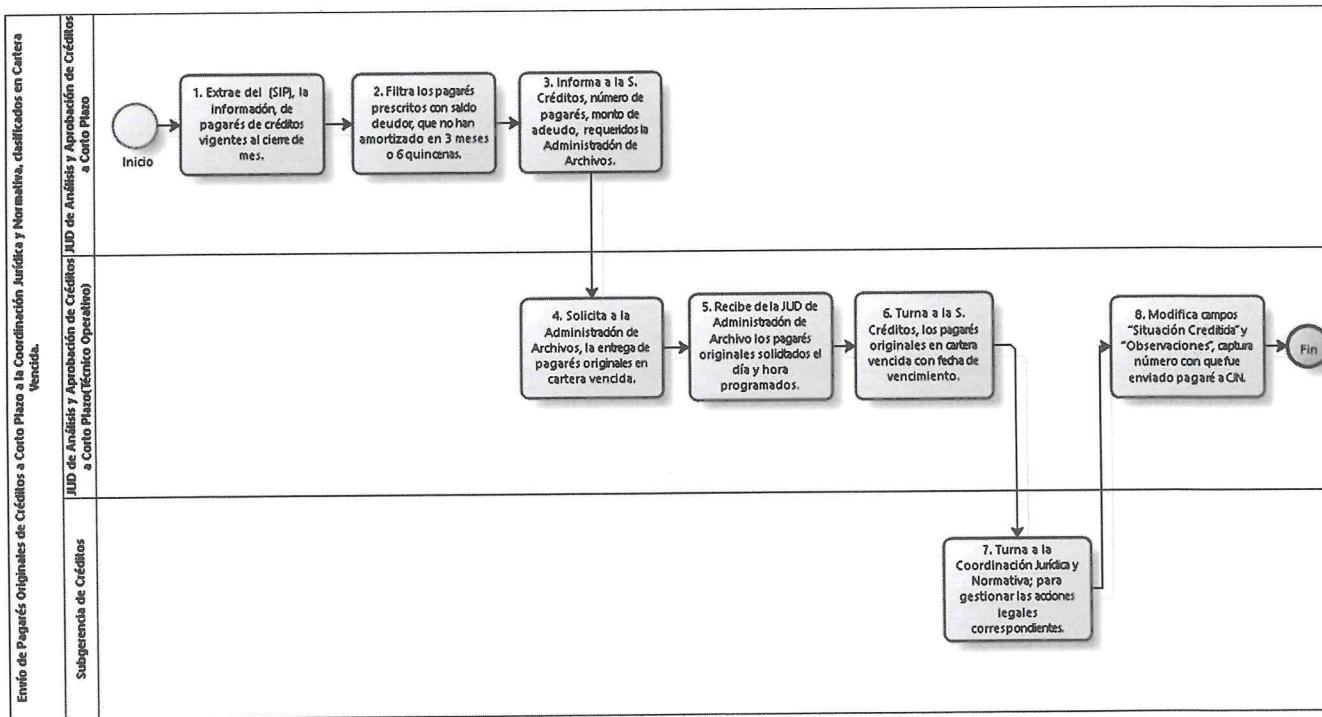 Envío de Pagarés Originales de Créditos a Corto Plazo a la Coordinación Jurídica y Normativa, clasificados en Cartera
Vencida.
JUD de Análisis y Aprobación de Créditos
a Corto Plazo
Inicio
1. Extrae del (SIP), la
información, de
pagarés de créditos
vigentes al cierre de
mes.
2. Filtra los pagarés
prescritos con saldo
deudor, que no han
amortizado en 3 meses
o 6 quincenas.
3. Informa a la S.
Créditos, número de
pagarés, monto de
adeudo, requeridos la
Administración de
Archivos.
JUD de Análisis y Aprobación de Créditos
a Corto Plazo(Técnico Operativo)
4. Solicita a la
Administración de
Archivos, la entrega de
pagarés originales en
cartera vencida.
5. Recibe de la JUD de
Administración de
Archivo los pagarés
originales solicitados el
día y hora
programados.
6. Turna a la S.
Créditos, los pagarés
originales en cartera
vencida con fecha de
vencimiento.
8. Modifica campos
"Situación Crediticia" y
"Observaciones", captura
número con que fue
enviado pagaré a CJN.
Fin
Subgerencia de Créditos
7. Turna a la
Coordinación Jurídica y
Normativa; para
gestionar las acciones
legales
correspondientes.